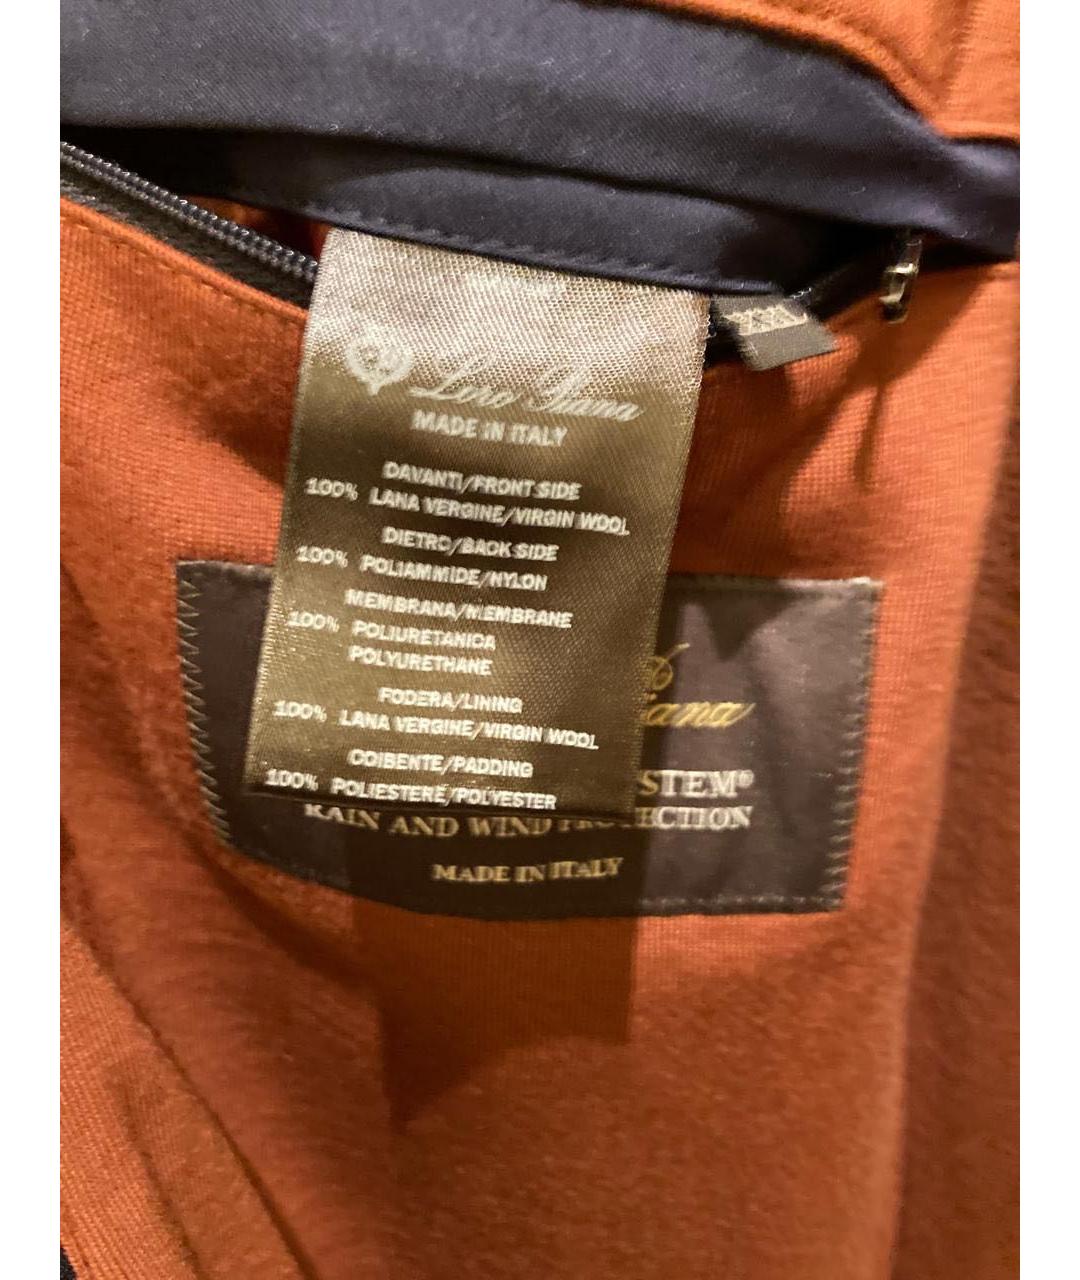 Loro Piana
MADE IN ITALY
DAVANTI/FRONT SIDE
100% LANA VERGINE/VIRGIN WOOL
DIETRO/BACK SIDE
100% POLIAMMIDE/NYLON
MEMBRANA/MEMBRANE
100% POLIURETANICA
POLYURETHANE
FODERA/LINING
100% LANA VERGINE/VIRGIN WOOL
COIBENTE/PADDING
100% POLIESTERE/POLYESTER
iana
STEM®
RAIN AND WIND PROTECTION
MADE IN ITALY